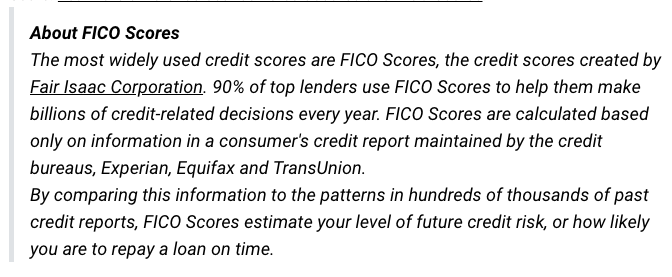 About FICO Scores
The most widely used credit scores are FICO Scores, the credit scores created by
Fair Isaac Corporation. 90% of top lenders use FICO Scores to help them make
billions of credit-related decisions every year. FICO Scores are calculated based
only on information in a consumer's credit report maintained by the credit
bureaus, Experian, Equifax and TransUnion.
By comparing this information to the patterns in hundreds of thousands of past
credit reports, FICO Scores estimate your level of future credit risk, or how likely
you are to repay a loan on time.